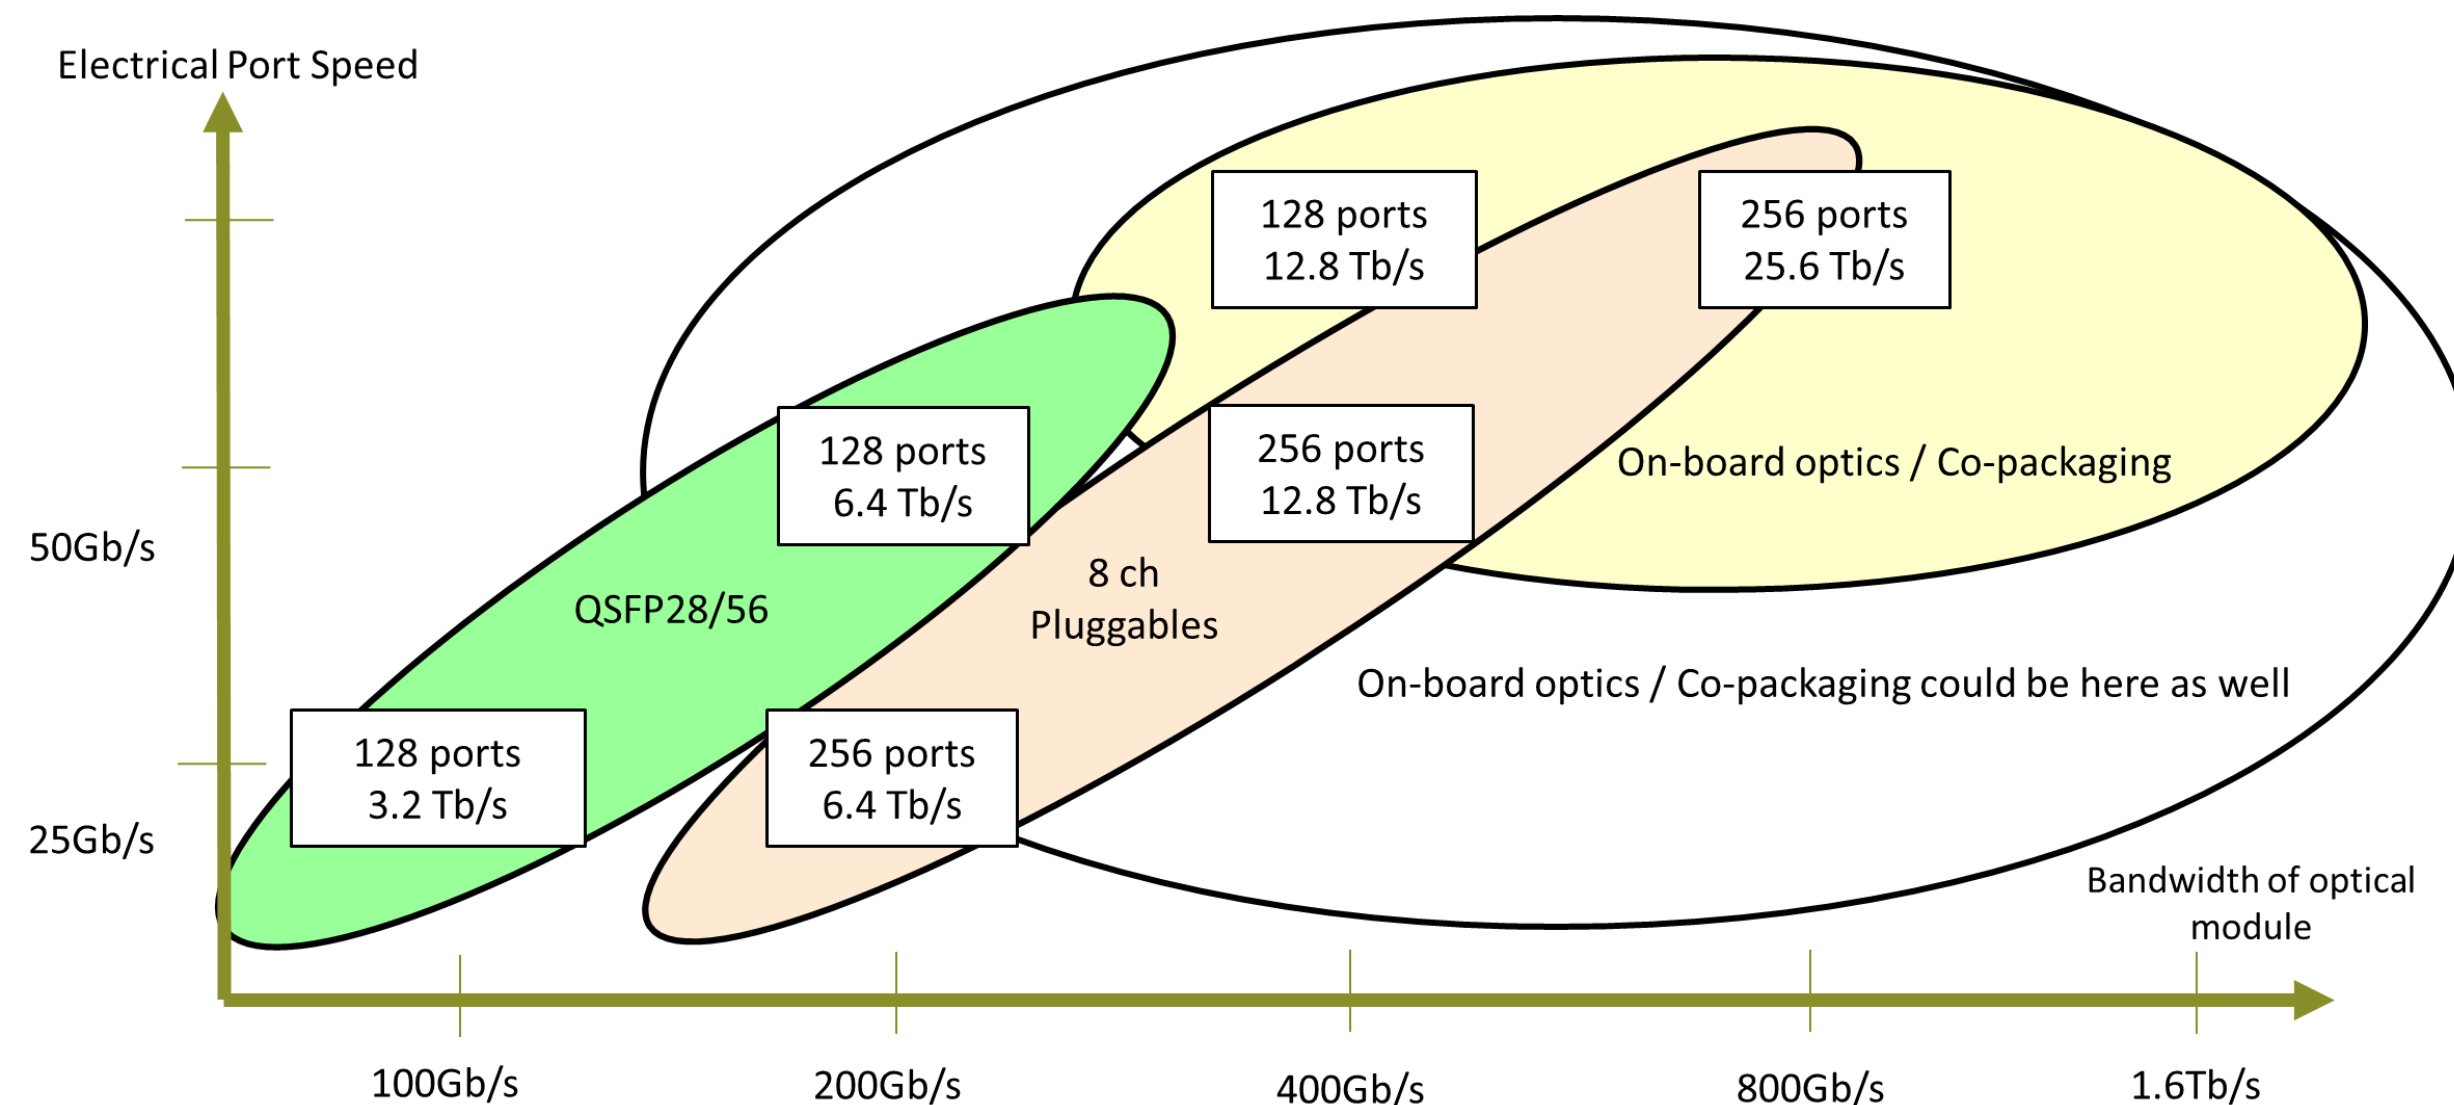 Electrical Port Speed
128 ports
12.8 Tb/s
256 ports
25.6 Tb/s
128 ports
6.4 Tb/s
256 ports
12.8 Tb/s
On-board optics / Co-packaging
50Gb/s
QSFP28/56
8 ch
Pluggables
On-board optics / Co-packaging could be here as well
128 ports
3.2 Tb/s
256 ports
6.4 Tb/s
25Gb/s
Bandwidth of optical
module
100Gb/s
200Gb/s
400Gb/s
800Gb/s
1.6Tb/s